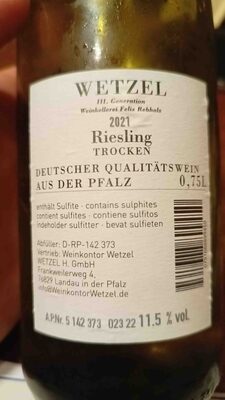 WETZEL
III. Generation
Weinkellerei Felix Rebholz
2021
Riesling
TROCKEN
DEUTSCHER QUALITÄTSWEIN
AUS DER PFALZ 0,75L
enthält Sulfite · contains sulphites
contient sulfites · contiene sulfitos
indeholder sulfitter · bevat sulfieten
Abfüller: D-RP-142 373
Vertrieb: Weinkontor Wetzel
WETZEL H. GmbH
Frankweilerweg 4,
76829 Landau in der Pfalz
info@WeinkontorWetzel.de
A.P.Nr. 5 142 373 023 22 11.5 % vol.